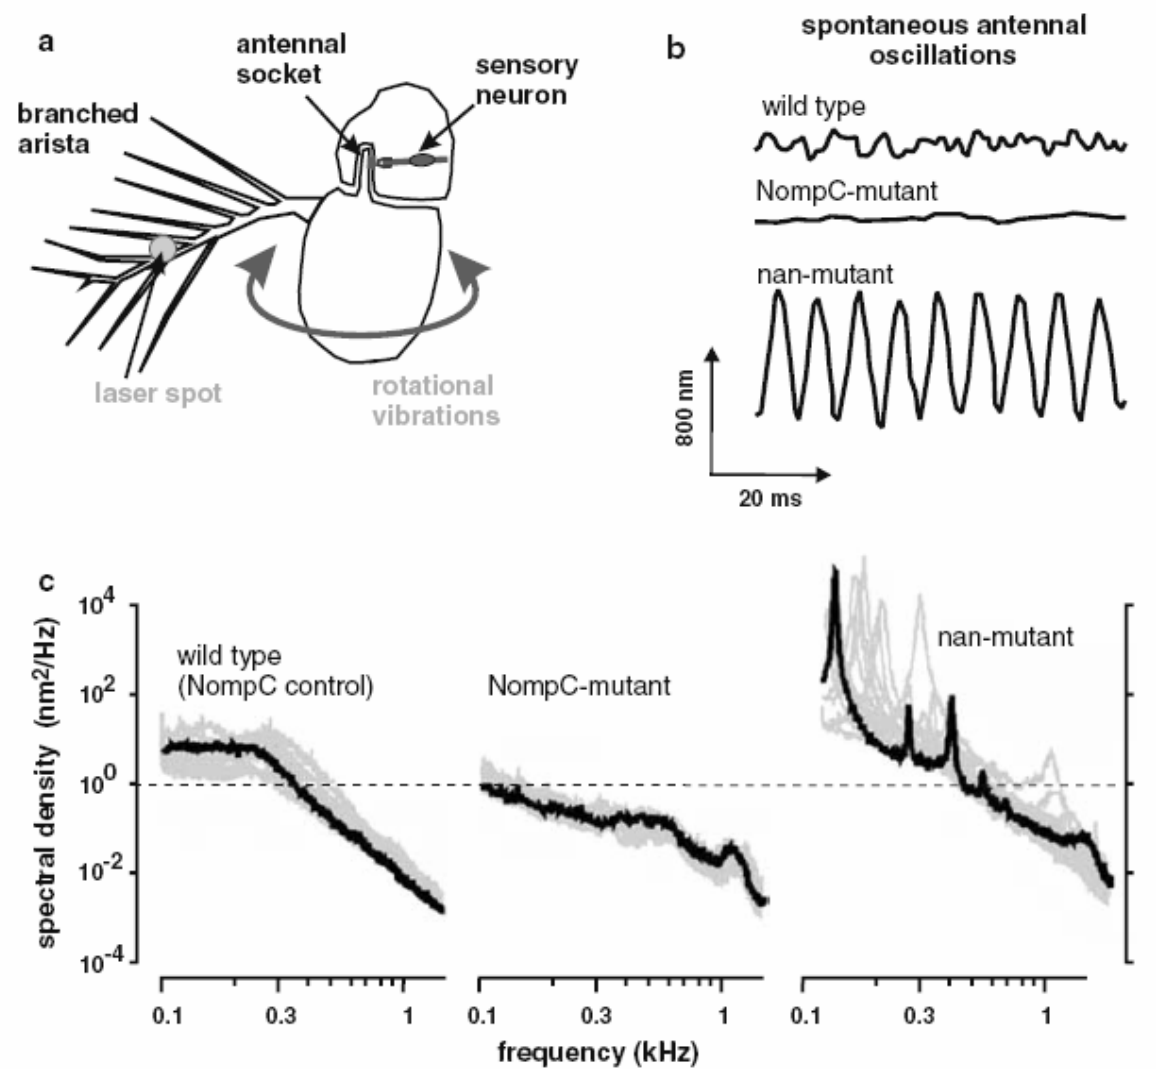 a
antennal
socket
sensory
neuron
branched
arista
laser spot
rotational
vibrations
b
spontaneous antennal
oscillations
wild type
NompC-mutant
nan-mutant
800 nm
20 ms
c
spectral density (nm2/Hz)
10^4
10^2
10^0
10^-2
10^-4
wild type
(NompC control)
NompC-mutant
nan-mutant
0.1 0.3 1
0.1 0.3 1
0.1 0.3 1
frequency (kHz)